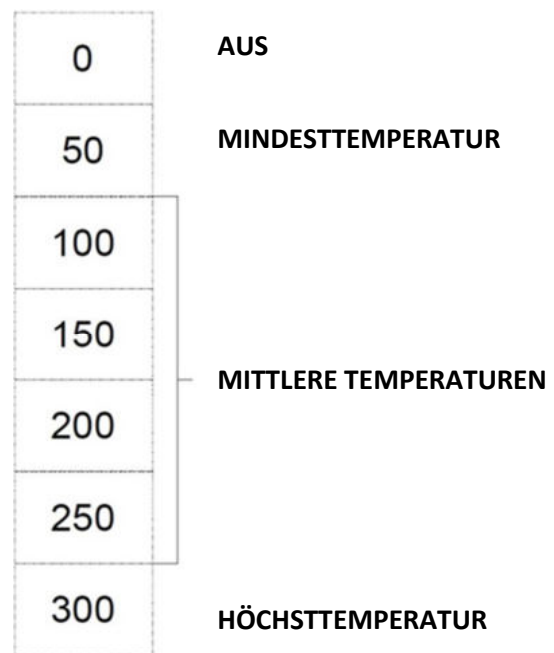 0 AUS
50 MINDESTTEMPERATUR
100
150
200 MITTLERE TEMPERATUREN
250
300 HÖCHSTTEMPERATUR